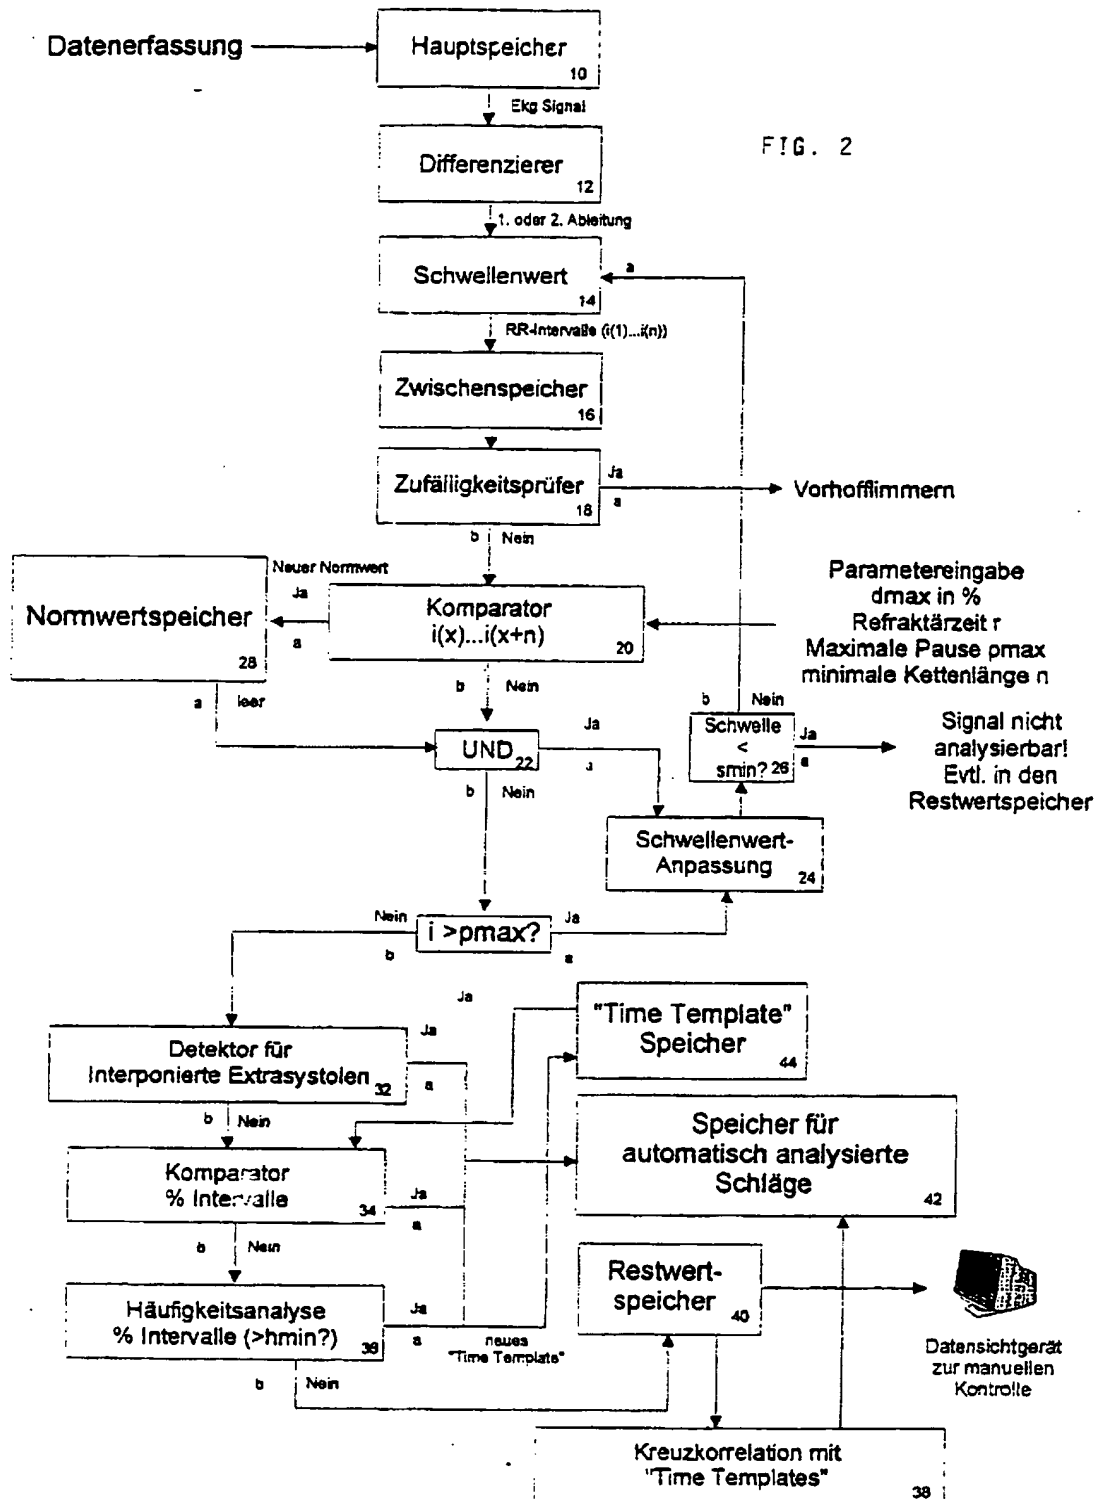 Datenerfassung
Hauptspeicher
10
Ekg Signal
FIG. 2
Differenzierer
12
1. oder 2. Ableitung
Schwellenwert
14
a
RR-Intervalle (i(1)...i(n))
Zwischenspeicher
16
Zufälligkeitsprüfer
18
Ja
a
Vorhofflimmern
b Nein
Neuer Normwert
Ja
a
Normwertspeicher
28
Komparator
i(x)...i(x+n)
20
Parametereingabe
dmax in %
Refraktärzeit r
Maximale Pause pmax
minimale Kettenlänge n
a leer
b Nein
b Nein
UND
22
Ja
Schwelle
<
smin? 26
Ja
a
Signal nicht
analysierbar!
Evtl. in den
Restwertspeicher
b Nein
Schwellenwert-
Anpassung
24
Nein
b
i >pmax?
Ja
a
Ja
"Time Template"
Speicher
44
Detektor für
Interponierte Extrasystolen
32
Ja
a
b Nein
Speicher für
automatisch analysierte
Schläge
42
Komparator
% Intervalle
34
Ja
a
b Nein
Restwert-
speicher
40
Häufigkeitsanalyse
% Intervalle (>hmin?)
36
Ja
a
neues
"Time Template"
b Nein
Datensichtgerät
zur manuellen
Kontrolle
Kreuzkorrelation mit
"Time Templates"
38